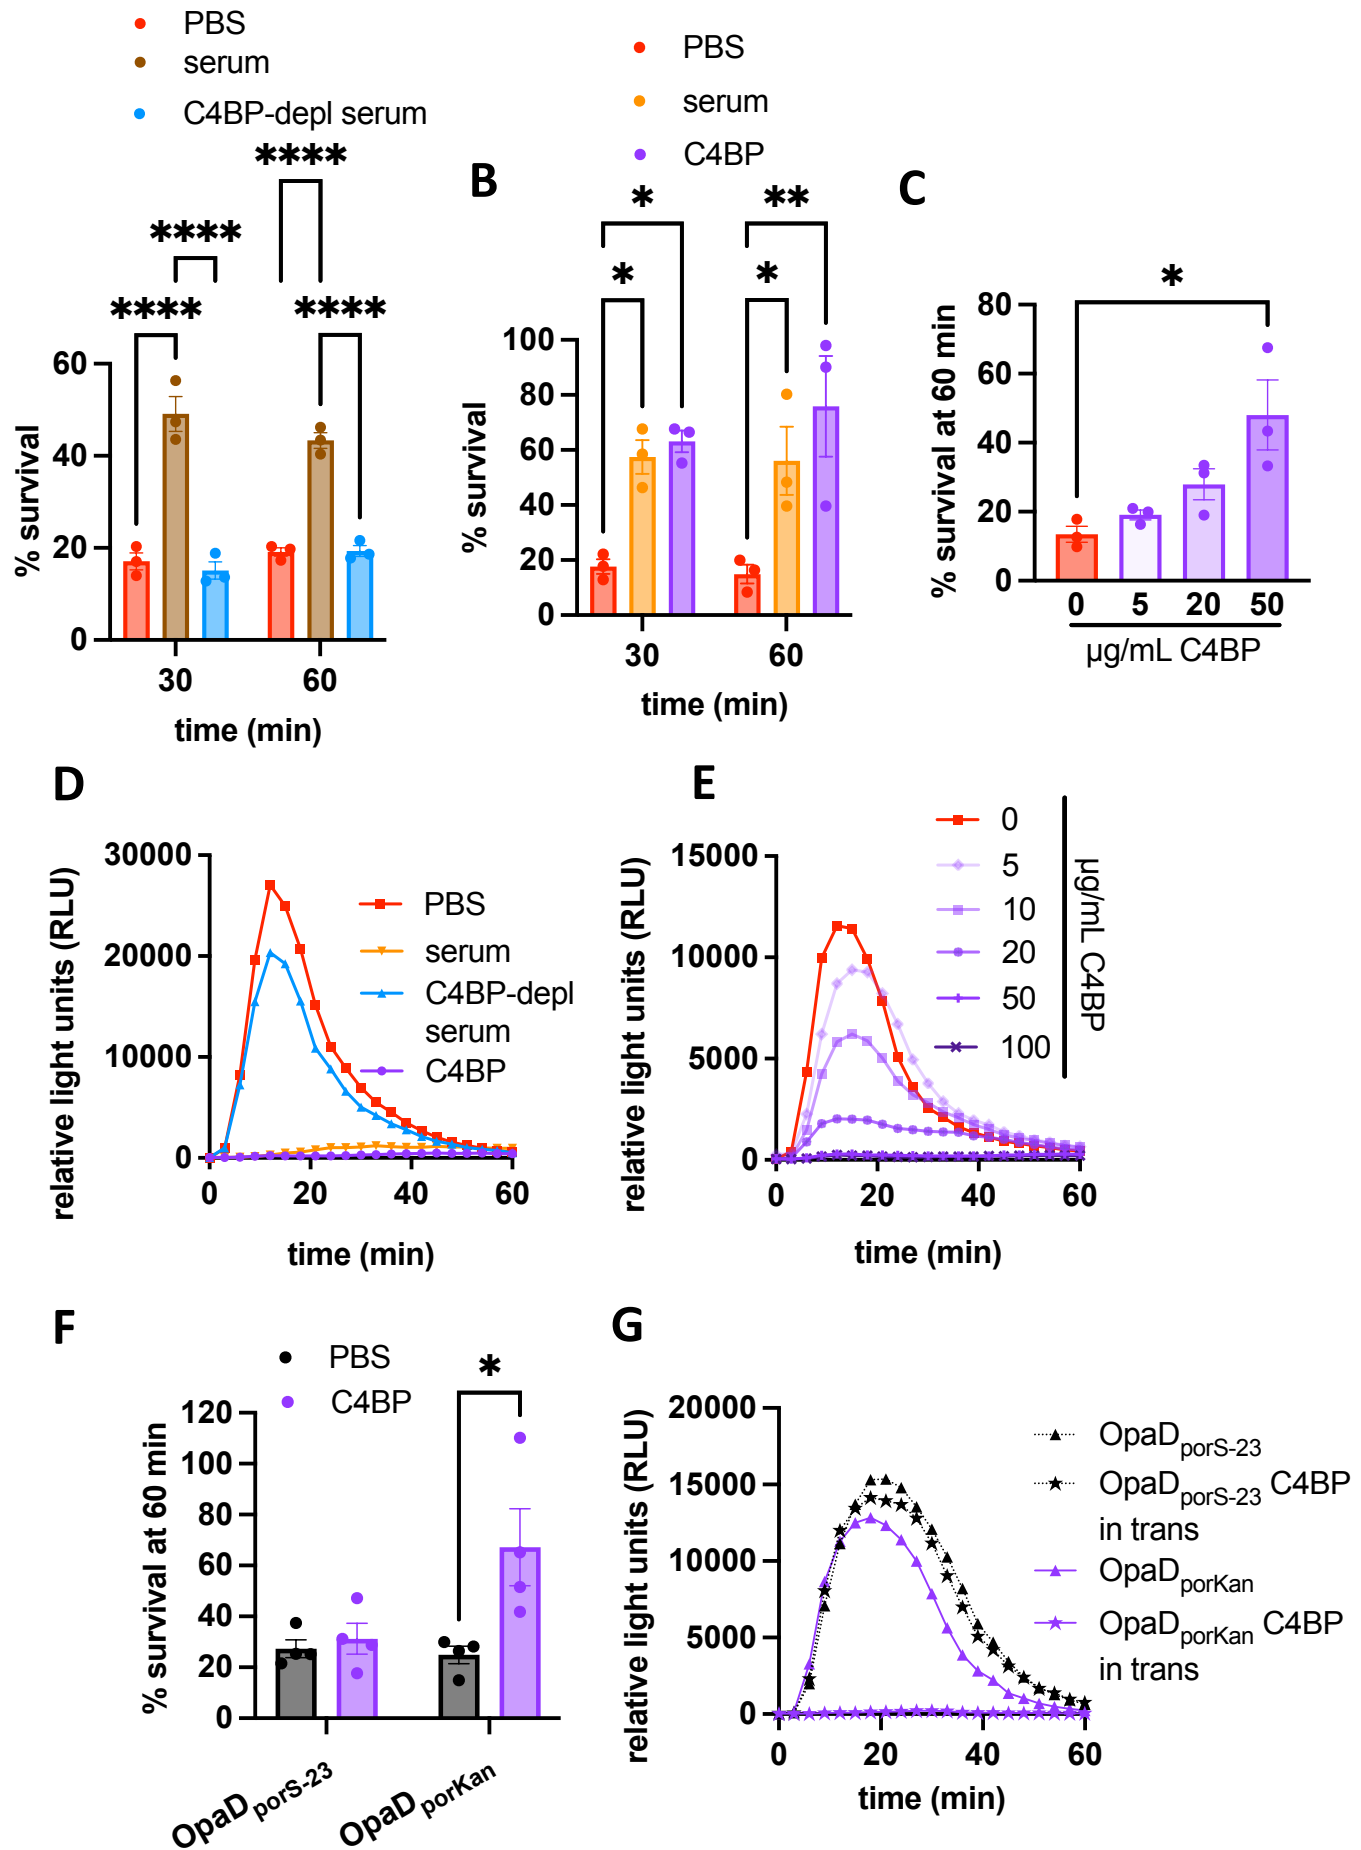 PBS
serum
C4BP-depl serum
****
****
****
****
% survival
60
40
20
0
30
60
time (min)
B
PBS
serum
C4BP
*
*
**
*
% survival
100
80
60
40
20
0
30
60
time (min)
C
*
% survival at 60 min
80
60
40
20
0
0
5
20
50
µg/mL C4BP
D
relative light units (RLU)
30000
20000
10000
0
PBS
serum
C4BP-depl
serum
C4BP
0
20
40
60
time (min)
E
relative light units (RLU)
15000
10000
5000
0
0
5
10
20
50
100
µg/mL C4BP
0
20
40
60
time (min)
F
PBS
C4BP
*
% survival at 60 min
120
100
80
60
40
20
0
OpaDporS-23
OpaDporKan
G
relative light units (RLU)
20000
15000
10000
5000
0
OpaDporS-23
OpaDporS-23 C4BP
in trans
OpaDporKan
OpaDporKan C4BP
in trans
0
20
40
60
time (min)